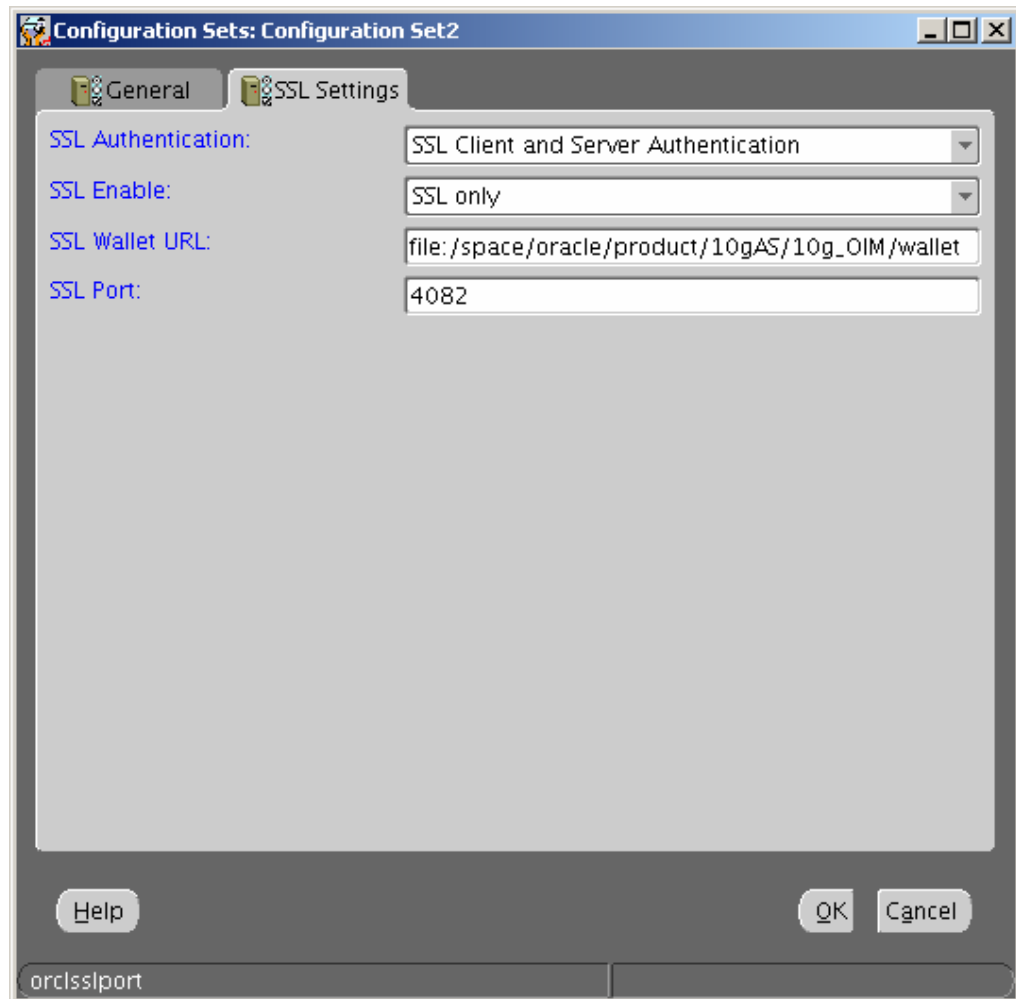 Configuration Sets: Configuration Set2
General SSL Settings
SSL Authentication: SSL Client and Server Authentication
SSL Enable: SSL only
SSL Wallet URL: file:/space/oracle/product/10gAS/10g_OIM/wallet
SSL Port: 4082
Help OK Cancel
orclsslport